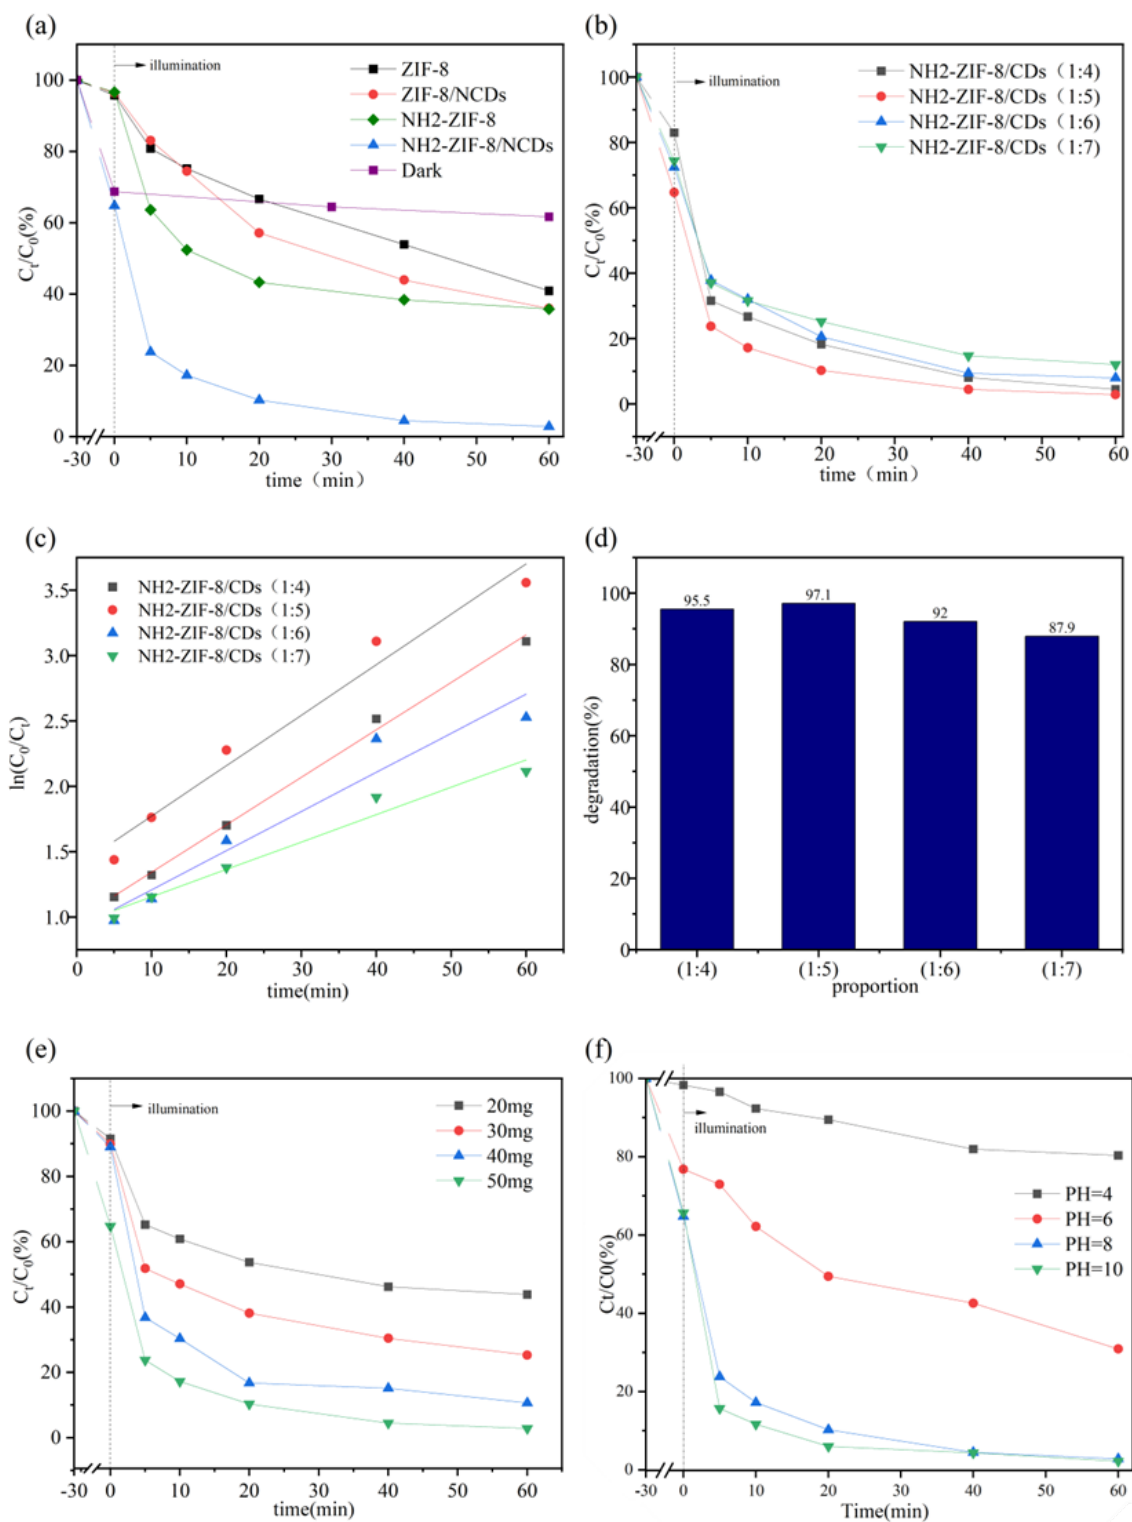 (a)
illumination
ZIF-8
ZIF-8/NCDs
NH2-ZIF-8
NH2-ZIF-8/NCDs
Dark
100
80
60
40
20
0
Ct/C0(%)
-30 0 10 20 30 40 50 60
time（min）
(b)
illumination
NH2-ZIF-8/CDs（1:4)
NH2-ZIF-8/CDs（1:5)
NH2-ZIF-8/CDs（1:6)
NH2-ZIF-8/CDs（1:7)
100
80
60
40
20
0
Ct/C0(%)
-30 0 10 20 30 40 50 60
time（min）
(c)
NH2-ZIF-8/CDs（1:4)
NH2-ZIF-8/CDs（1:5)
NH2-ZIF-8/CDs（1:6)
NH2-ZIF-8/CDs（1:7)
3.5
3.0
2.5
2.0
1.5
1.0
ln(C0/Ct)
0 10 20 30 40 50 60
time(min)
(d)
100
80
60
40
20
0
degradation(%)
95.5 97.1 92 87.9
(1:4) (1:5) (1:6) (1:7)
proportion
(e)
illumination
20mg
30mg
40mg
50mg
100
80
60
40
20
0
Ct/C0(%)
-30 0 10 20 30 40 50 60
time(min)
(f)
illumination
PH=4
PH=6
PH=8
PH=10
100
80
60
40
20
0
Ct/C0(%)
-30 0 10 20 30 40 50 60
Time(min)